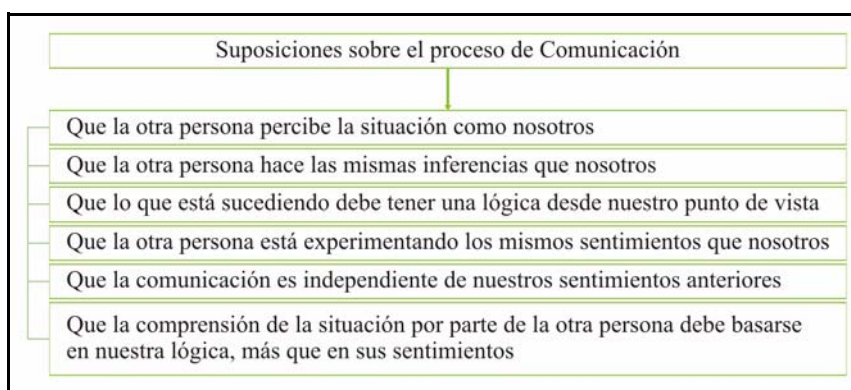 Suposiciones sobre el proceso de Comunicación
Que la otra persona percibe la situación como nosotros
Que la otra persona hace las mismas inferencias que nosotros
Que lo que está sucediendo debe tener una lógica desde nuestro punto de vista
Que la otra persona está experimentando los mismos sentimientos que nosotros
Que la comunicación es independiente de nuestros sentimientos anteriores
Que la comprensión de la situación por parte de la otra persona debe basarse
en nuestra lógica, más que en sus sentimientos